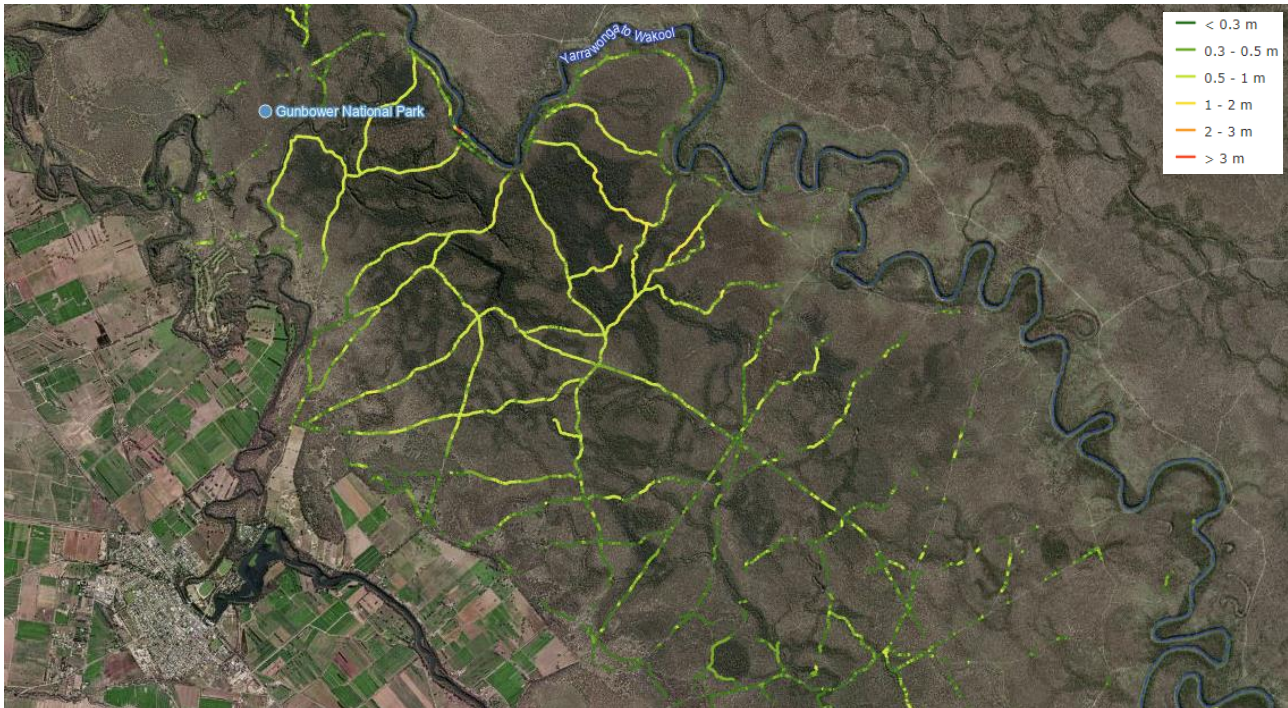 Yarrawonga to Wakool
Gunbower National Park
< 0.3 m
0.3 - 0.5 m
0.5 - 1 m
1 - 2 m
2 - 3 m
> 3 m